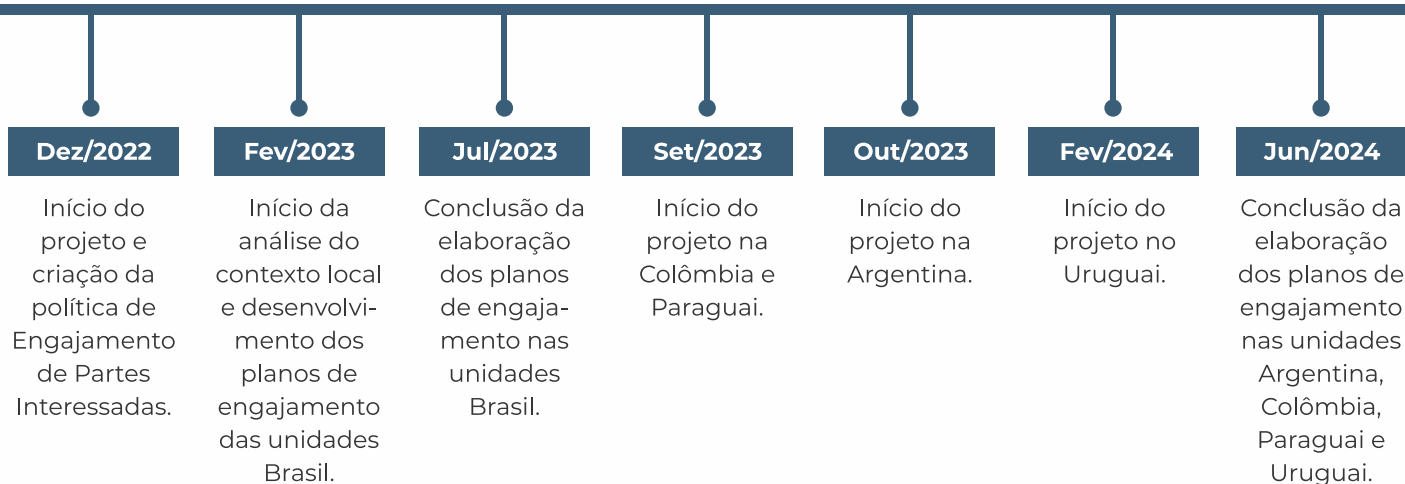 Dez/2022
Início do
projeto e
criação da
política de
Engajamento
de Partes
Interessadas.
Fev/2023
Início da
análise do
contexto local
e desenvolvi-
mento dos
planos de
engajamento
das unidades
Brasil.
Jul/2023
Conclusão da
elaboração
dos planos
de engaja-
mento nas
unidades
Brasil.
Set/2023
Início do
projeto na
Colômbia e
Paraguai.
Out/2023
Início do
projeto na
Argentina.
Fev/2024
Início do
projeto no
Uruguai.
Jun/2024
Conclusão da
elaboração
dos planos de
engajamento
nas unidades
Argentina,
Colômbia,
Paraguai e
Uruguai.